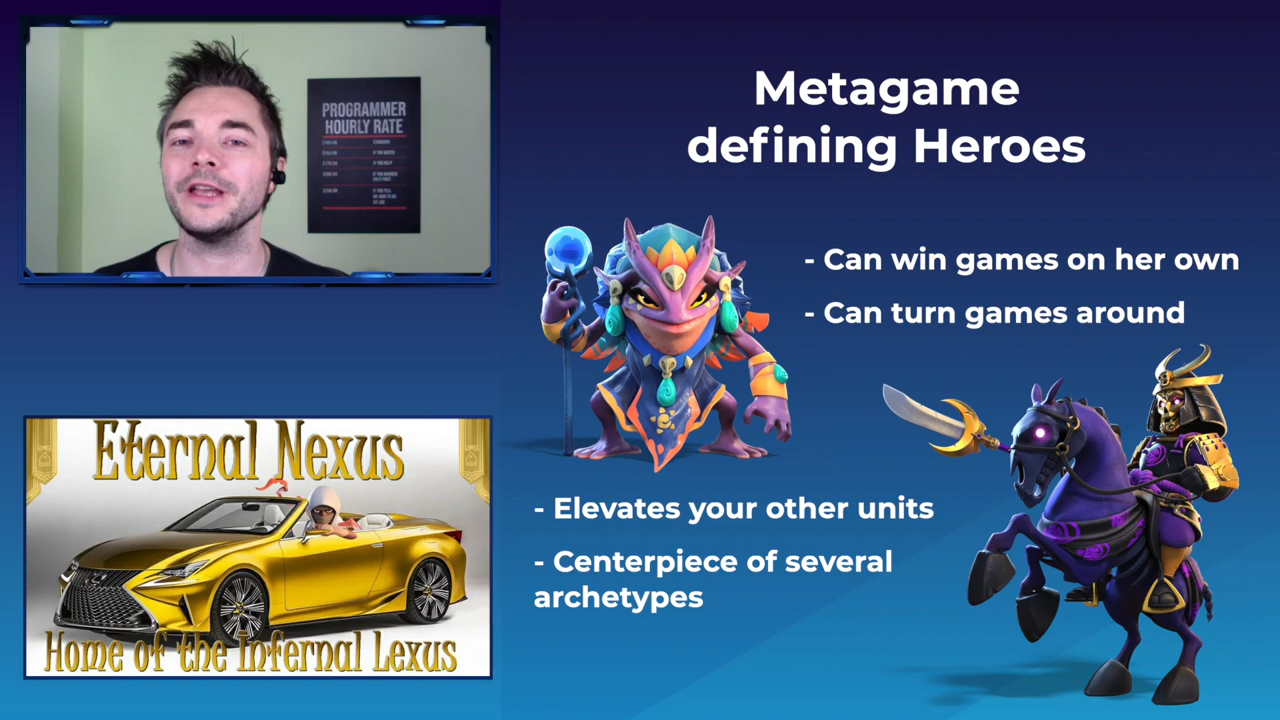 PROGRAMMER
HOURLY RATE
Metagame
defining Heroes
- Can win games on her own
- Can turn games around
- Elevates your other units
- Centerpiece of several
archetypes
Eternal Nexus
Home of the Infernal Lexus